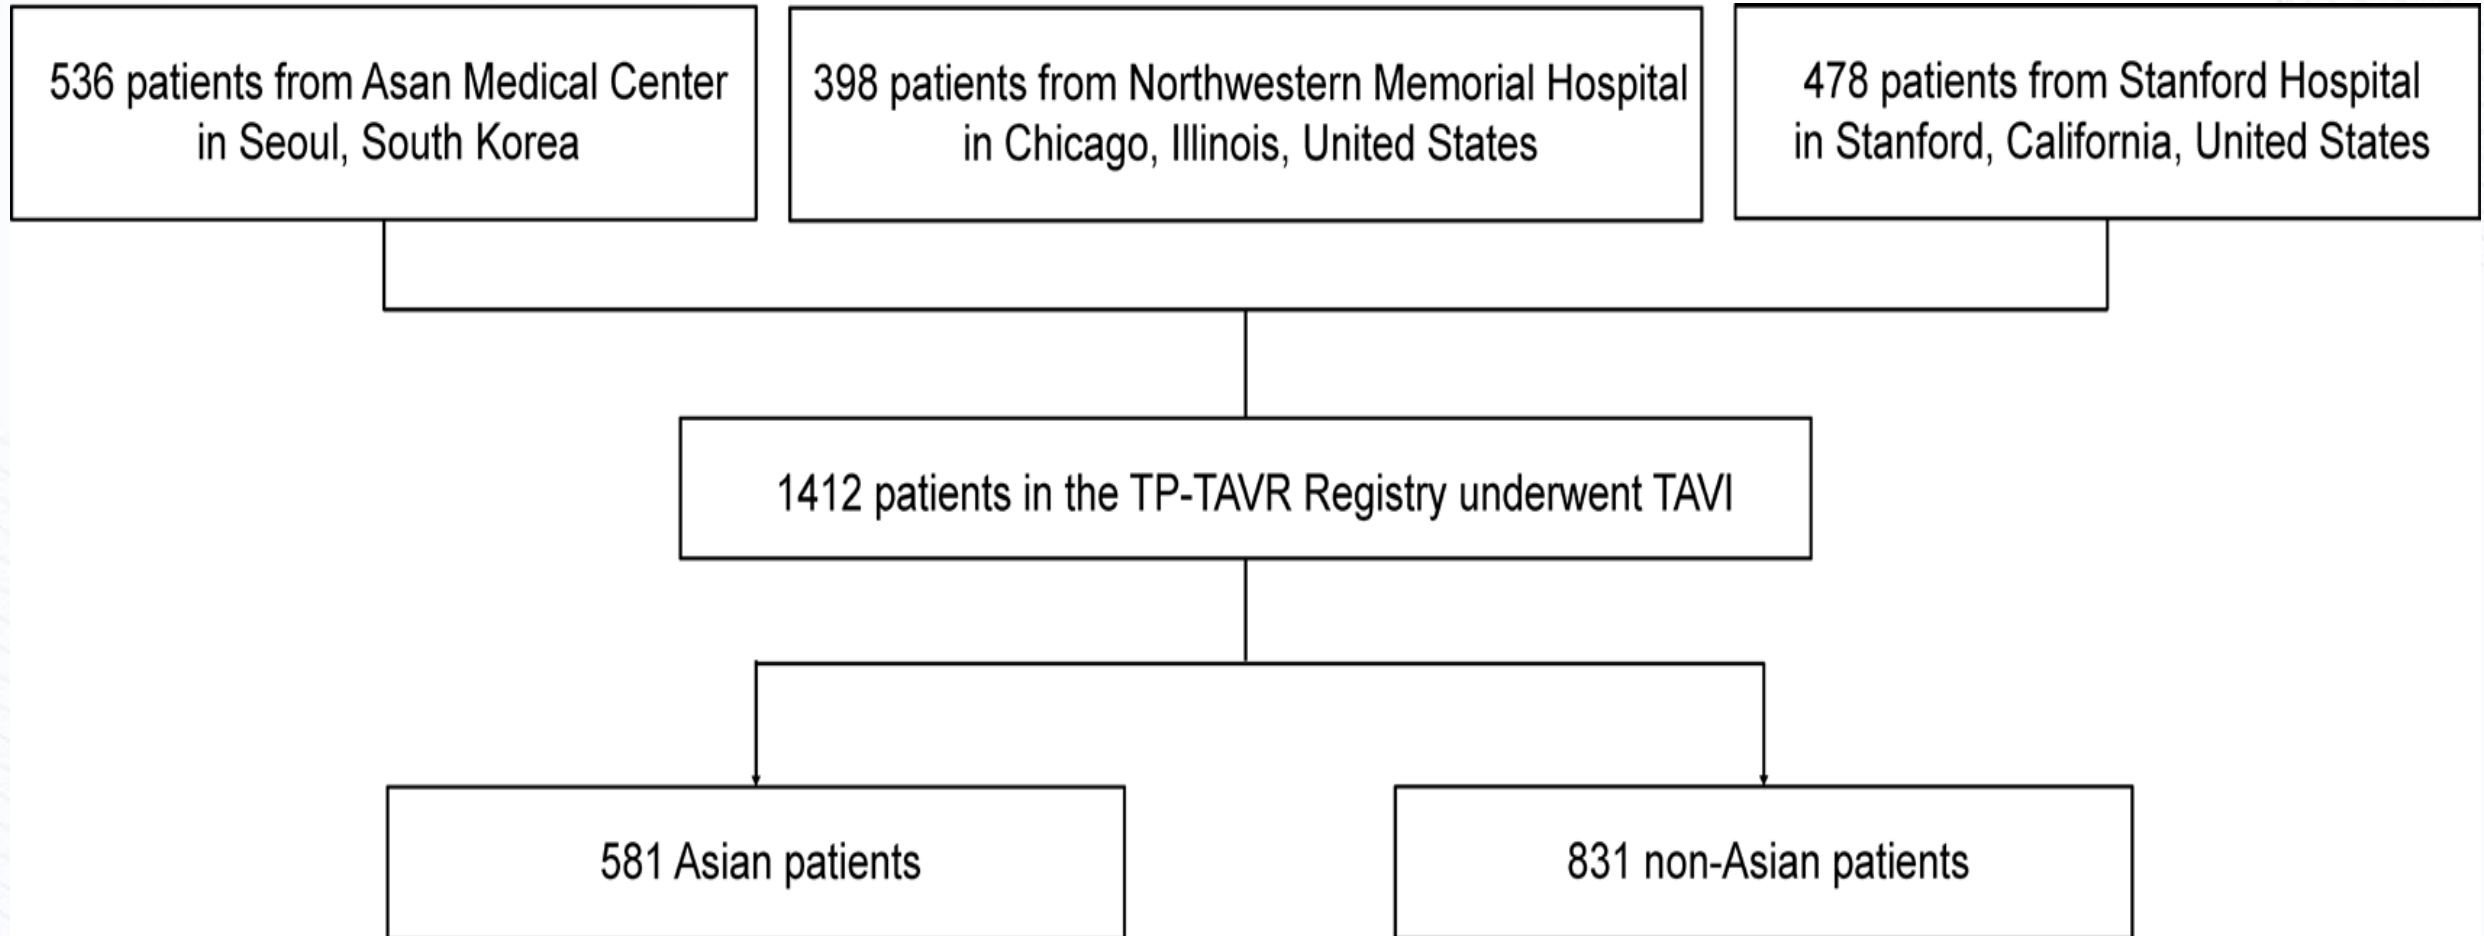 536 patients from Asan Medical Center
in Seoul, South Korea
398 patients from Northwestern Memorial Hospital
in Chicago, Illinois, United States
478 patients from Stanford Hospital
in Stanford, California, United States
1412 patients in the TP-TAVR Registry underwent TAVI
581 Asian patients
831 non-Asian patients